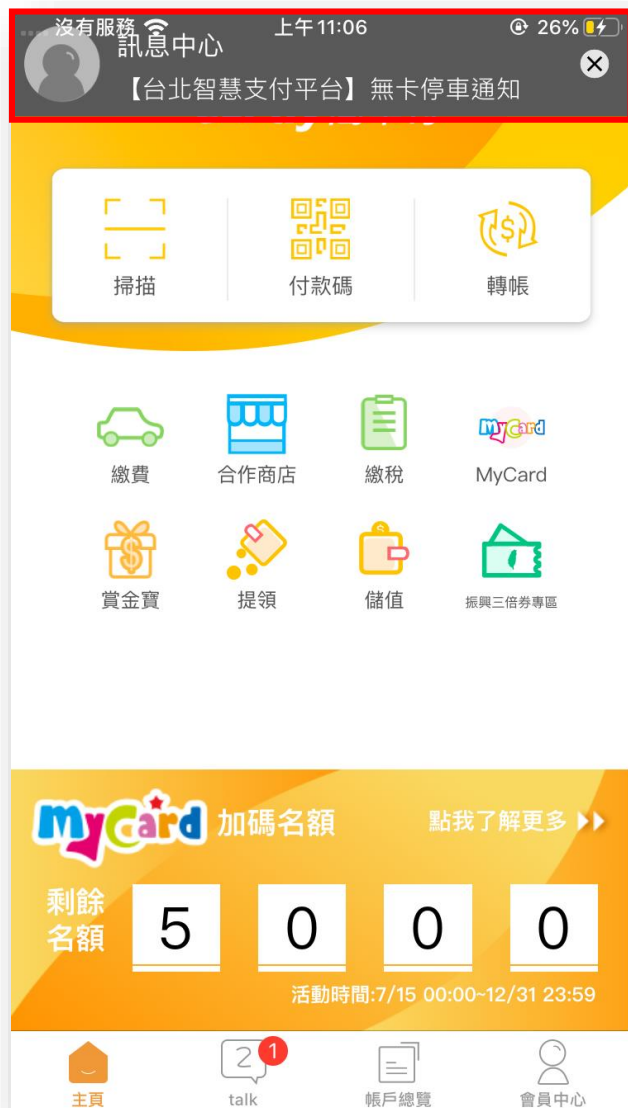 沒有服務 上午11:06 26%
訊息中心
【台北智慧支付平台】無卡停車通知
掃描 付款碼 轉帳
MyCard
繳費 合作商店 繳稅 MyCard
賞金寶 提領 儲值 振興三倍券專區
MyCard 加碼名額 點我了解更多
剩餘
名額 5 0 0 0
活動時間:7/15 00:00~12/31 23:59
2 1
主頁 talk 帳戶總覽 會員中心